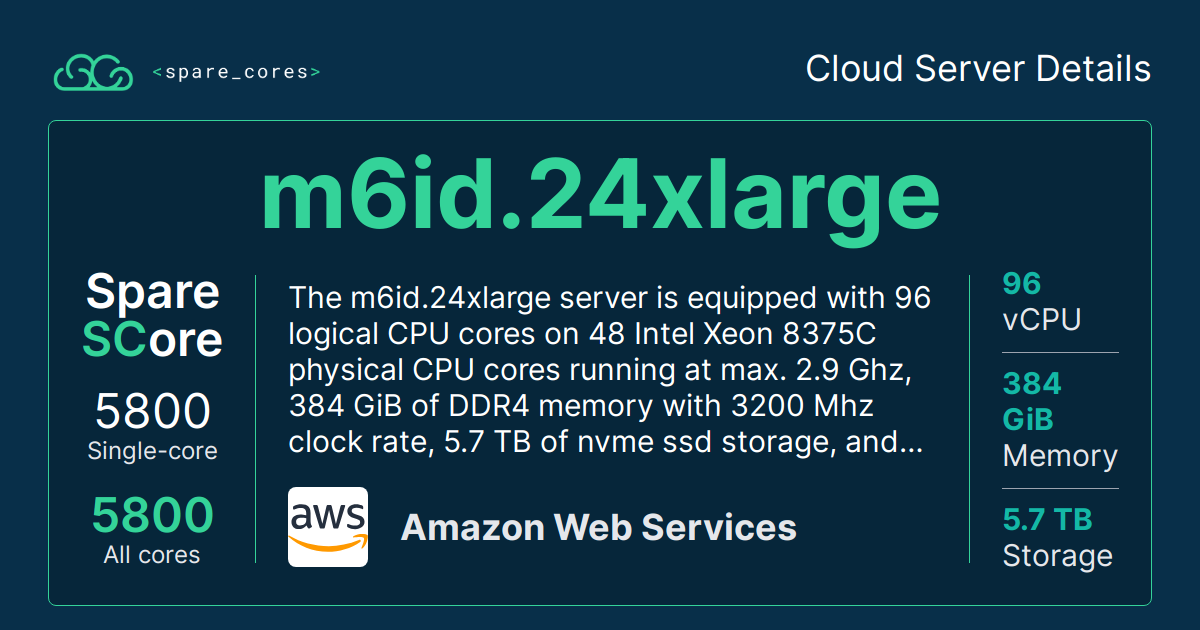 <spare_cores>
Cloud Server Details
m6id.24xlarge
Spare
SCore
5800
Single-core
5800
All cores
The m6id.24xlarge server is equipped with 96
logical CPU cores on 48 Intel Xeon 8375C
physical CPU cores running at max. 2.9 Ghz,
384 GiB of DDR4 memory with 3200 Mhz
clock rate, 5.7 TB of nvme ssd storage, and...
aws
Amazon Web Services
96
vCPU
384
GiB
Memory
5.7 TB
Storage